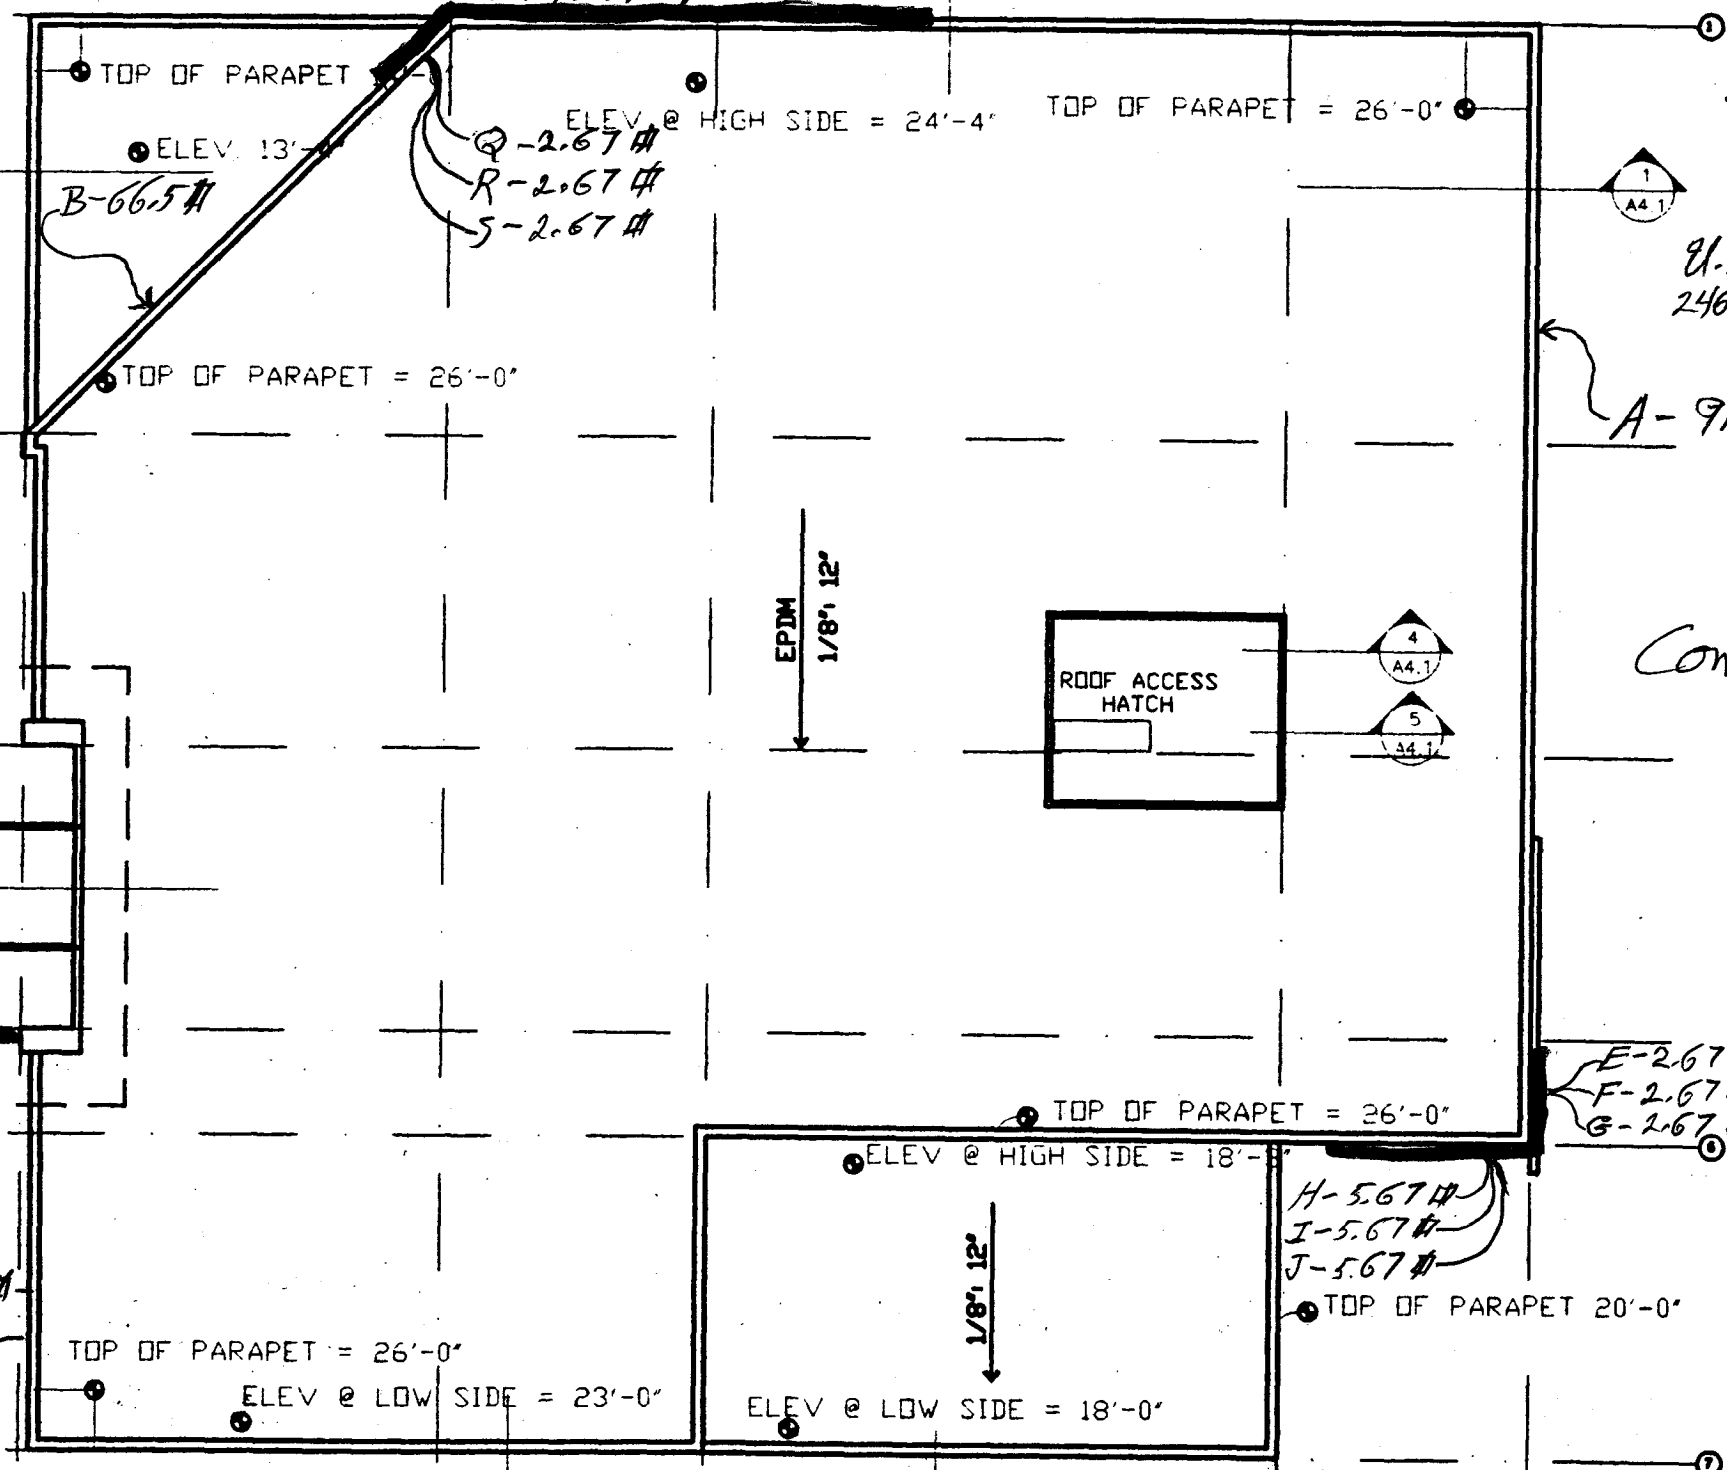 TOP OF PARAPET
ELEV @ HIGH SIDE = 24'-4"
TOP OF PARAPET = 26'-0"
ELEV 13'-
Q-2.67 #
R-2.67 #
S-2.67 #
B-66.5 #
1
A4.1
246
TOP OF PARAPET = 26'-0"
A-
EPDM
1/8": 12"
ROOF ACCESS
HATCH
4
A4.1
5
A4.1
Con
E-2.67
F-2.67
G-2.67
TOP OF PARAPET = 26'-0"
6
ELEV @ HIGH SIDE = 18'-
H-5.67 #
I-5.67 #
J-5.67 #
1/8": 12"
TOP OF PARAPET 20'-0"
TOP OF PARAPET = 26'-0"
ELEV @ LOW SIDE = 23'-0"
ELEV @ LOW SIDE = 18'-0"
7